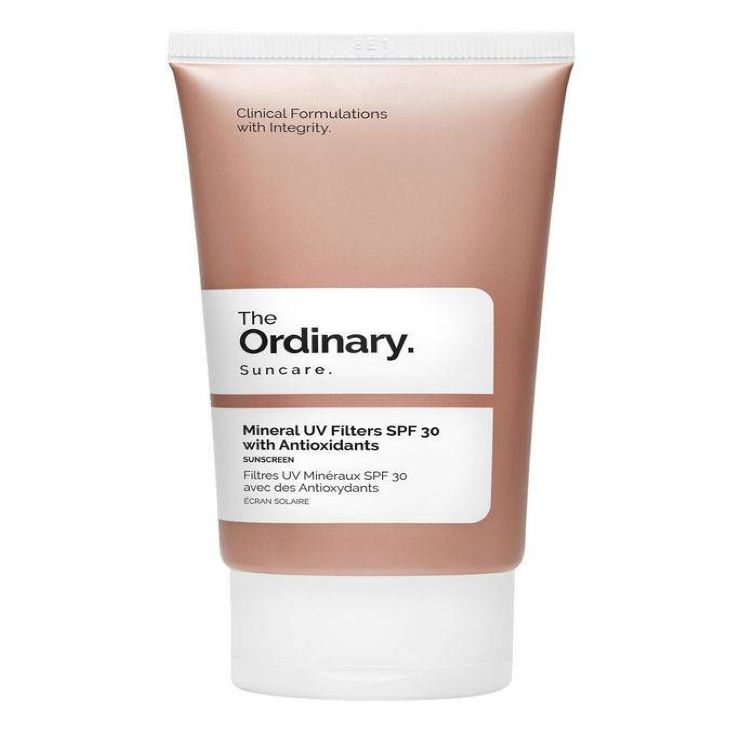 Clinical Formulations
with Integrity.
The
Ordinary.
Suncare.
Mineral UV Filters SPF 30
with Antioxidants
SUNSCREEN
Filtres UV Minéraux SPF 30
avec des Antioxydants
ÉCRAN SOLAIRE